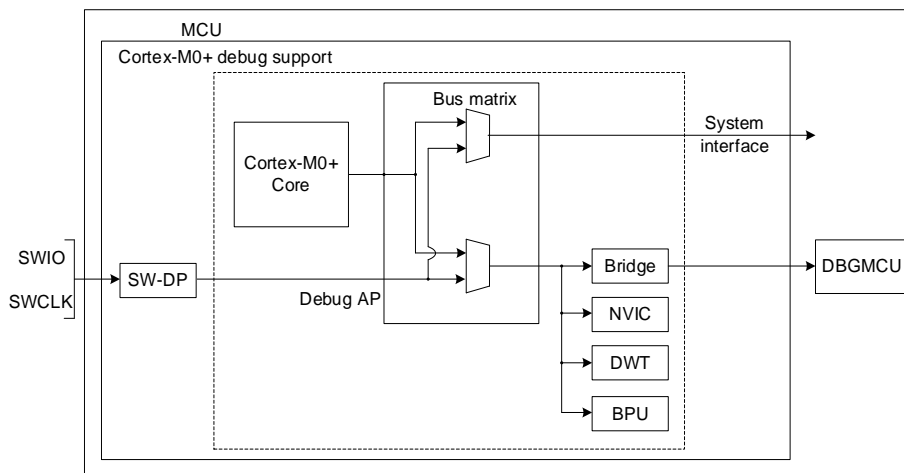 MCU
Cortex-M0+ debug support
Bus matrix
System
interface
Cortex-M0+
Core
SWIO
SWCLK
SW-DP
Debug AP
Bridge
DBGMCU
NVIC
DWT
BPU